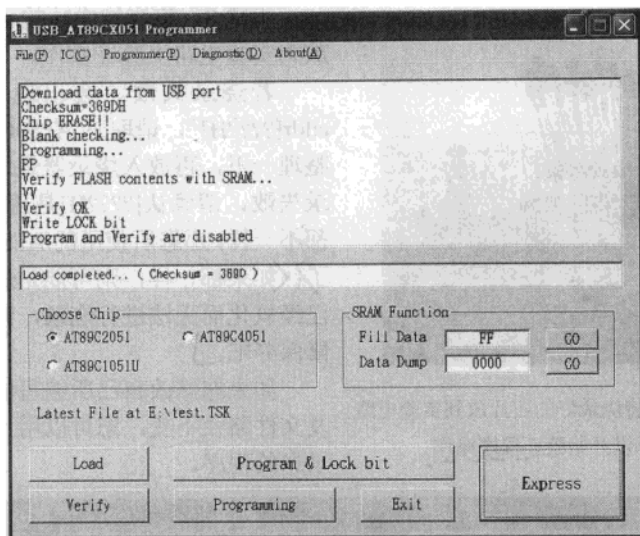 USB_AT89CX051 Programmer
File(F) IC(C) Programmer(P) Diagnostic(D) About(A)
Download data from USB port
Checksum=369DH
Chip ERASE!!
Blank checking...
Programming...
PP
Verify FLASH contents with SRAM...
VV
Verify OK
Write LOCK bit
Program and Verify are disabled
Load completed... ( Checksum = 369D )
Choose Chip
AT89C2051 AT89C4051
AT89C1051U
SRAM Function
Fill Data FF GO
Data Dump 0000 GO
Latest File at E:\test.TSK
Load Program & Lock bit
Express
Verify Programming Exit